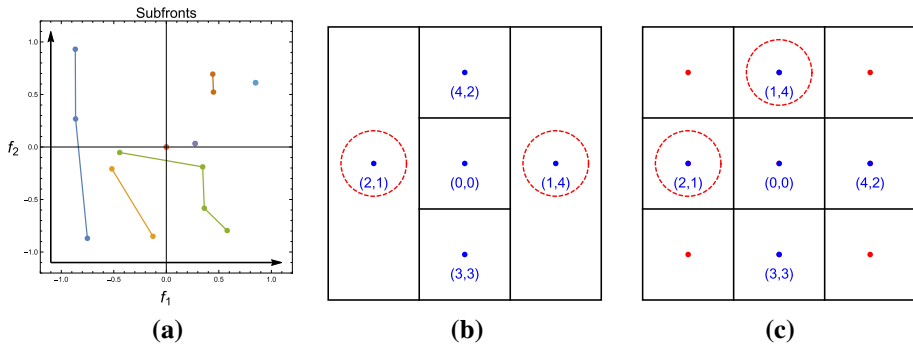 Subfronts
1.0
0.5
f2
0.0
−0.5
−1.0
−1.0 −0.5 0.0 0.5 1.0
f1
(a)
(4,2)
(2,1) (0,0) (1,4)
(3,3)
(b)
(1,4)
(2,1) (0,0) (4,2)
(3,3)
(c)